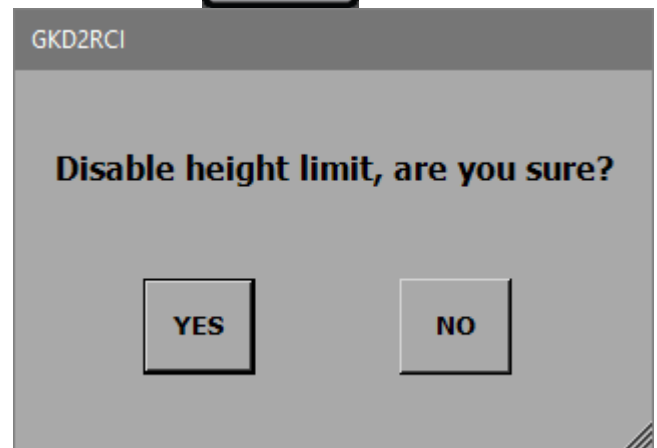 GKD2RCI
Disable height limit, are you sure?
YES
NO